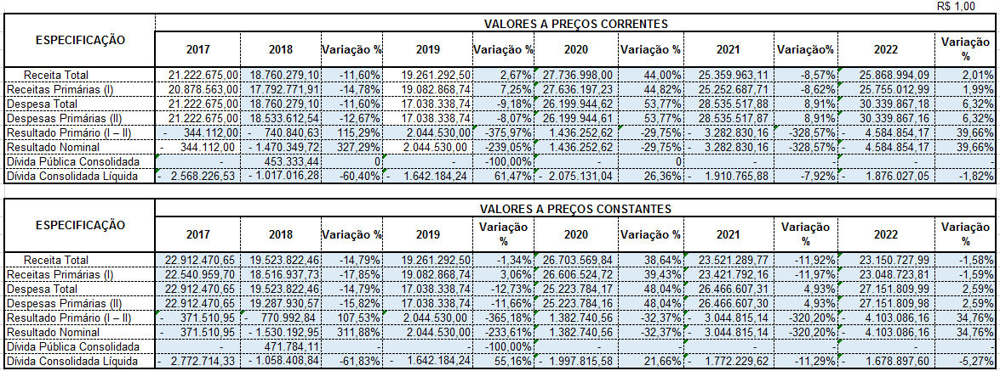 R$ 1,00
ESPECIFICAÇÃO VALORES A PREÇOS CORRENTES
2017 2018 Variação % 2019 Variação % 2020 Variação % 2021 Variação% 2022 Variação %
Receita Total 21.222.675,00 18.760.279,10 -11,60% 19.261.292,50 2,67% 27.736.998,00 44,00% 25.359.963,11 -8,57% 25.868.994,09 2,01%
Receitas Primárias (I) 20.878.563,00 17.792.771,91 -14,78% 19.082.868,74 7,25% 27.636.197,23 44,82% 25.252.687,71 -8,62% 25.755.012,99 1,99%
Despesa Total 21.222.675,00 18.760.279,10 -11,60% 17.038.338,74 -9,18% 26.199.944,62 53,77% 28.535.517,88 8,91% 30.339.867,18 6,32%
Despesas Primárias (II) 21.222.675,00 18.533.612,54 -12,67% 17.038.338,74 -8,07% 26.199.944,61 53,77% 28.535.517,87 8,91% 30.339.867,16 6,32%
Resultado Primário (I – II) - 344.112,00 - 740.840,63 115,29% 2.044.530,00 -375,97% 1.436.252,62 -29,75% - 3.282.830,16 -328,57% - 4.584.854,17 39,66%
Resultado Nominal - 344.112,00 - 1.470.349,72 327,29% 2.044.530,00 -239,05% 1.436.252,62 -29,75% - 3.282.830,16 -328,57% - 4.584.854,17 39,66%
Dívida Pública Consolidada - 453.333,44 0 - -100,00% - 0 - -
Dívida Consolidada Líquida - 2.568.226,53 - 1.017.016,28 -60,40% - 1.642.184,24 61,47% - 2.075.131,04 26,36% - 1.910.765,88 -7,92% - 1.876.027,05 -1,82%
ESPECIFICAÇÃO VALORES A PREÇOS CONSTANTES
2017 2018 Variação % 2019 Variação % 2020 Variação % 2021 Variação % 2022 Variação %
Receita Total 22.912.470,65 19.523.822,46 -14,79% 19.261.292,50 -1,34% 26.703.569,84 38,64% 23.521.289,77 -11,92% 23.150.727,99 -1,58%
Receitas Primárias (I) 22.540.959,70 18.516.937,73 -17,85% 19.082.868,74 3,06% 26.606.524,72 39,43% 23.421.792,16 -11,97% 23.048.723,81 -1,59%
Despesa Total 22.912.470,65 19.523.822,46 -14,79% 17.038.338,74 -12,73% 25.223.784,17 48,04% 26.466.607,31 4,93% 27.151.809,99 2,59%
Despesas Primárias (II) 22.912.470,65 19.287.930,57 -15,82% 17.038.338,74 -11,66% 25.223.784,16 48,04% 26.466.607,30 4,93% 27.151.809,98 2,59%
Resultado Primário (I – II) - 371.510,95 - 770.992,84 107,53% 2.044.530,00 -365,18% 1.382.740,56 -32,37% - 3.044.815,14 -320,20% - 4.103.086,16 34,76%
Resultado Nominal - 371.510,95 - 1.530.192,95 311,88% 2.044.530,00 -233,61% 1.382.740,56 -32,37% - 3.044.815,14 -320,20% - 4.103.086,16 34,76%
Dívida Pública Consolidada - 471.784,11 - -100,00% - - -
Dívida Consolidada Líquida - 2.772.714,33 - 1.058.408,84 -61,83% - 1.642.184,24 55,16% - 1.997.815,58 21,66% - 1.772.229,62 -11,29% - 1.678.897,60 -5,27%